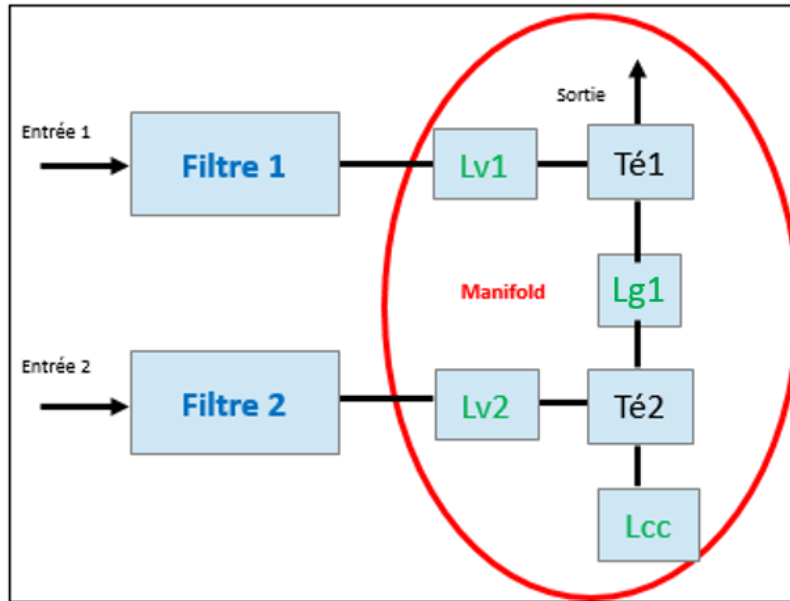 Sortie
Entrée 1
Filtre 1
Lv1
Té1
Manifold
Lg1
Entrée 2
Filtre 2
Lv2
Té2
Lcc